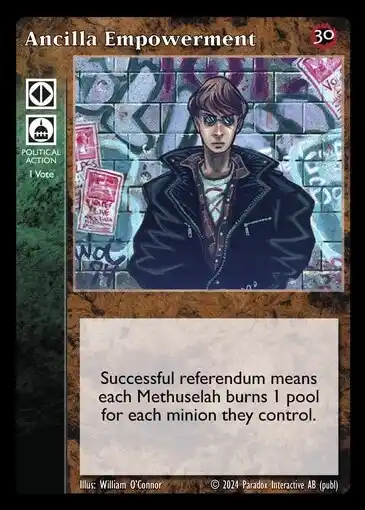 Ancilla Empowerment
30
POLITICAL
ACTION
1 Vote
Successful referendum means
each Methuselah burns 1 pool
for each minion they control.
Illus: William O'Connor
© 2024 Paradox Interactive AB (publ)